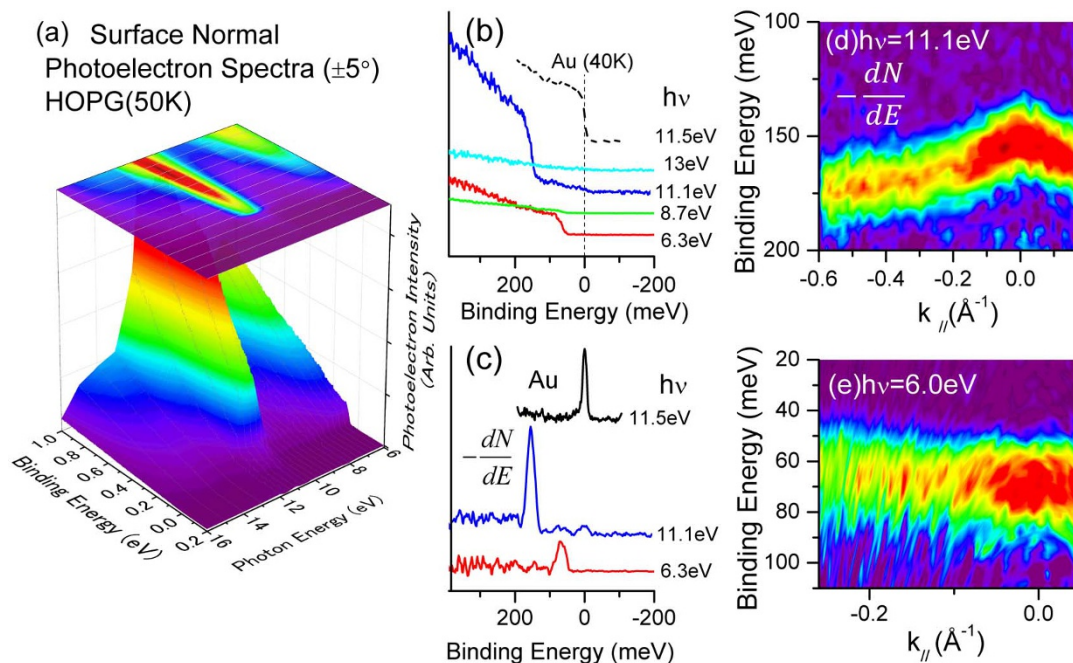 (a) Surface Normal
Photoelectron Spectra (±5°)
HOPG(50K)
Photoelectron Intensity
(Arb. Units)
1.0
0.8
0.6
0.4
0.2
0.0
0.2
Binding Energy (eV)
16
14
12
10
8
6
Photon Energy (eV)
(b)
Au (40K)
hν
11.5eV
13eV
11.1eV
8.7eV
6.3eV
200 0 -200
Binding Energy (meV)
(c)
Au
hν
11.5eV
-dN/dE
11.1eV
6.3eV
200 0 -200
Binding Energy (meV)
(d)hν=11.1eV
-dN/dE
100
150
200
Binding Energy (meV)
-0.6 -0.4 -0.2 0.0
k//(Å-1)
(e)hν=6.0eV
20
40
60
80
100
Binding Energy (meV)
-0.2 0.0
k//(Å-1)